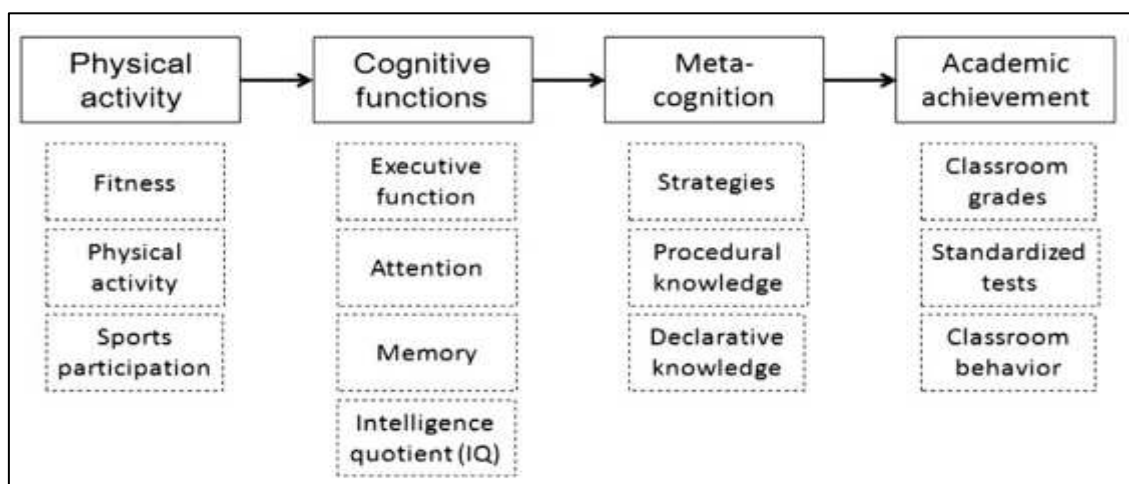 Physical
activity
Cognitive
functions
Meta-
cognition
Academic
achievement
Fitness
Physical
activity
Sports
participation
Executive
function
Attention
Memory
Intelligence
quotient (IQ)
Strategies
Procedural
knowledge
Declarative
knowledge
Classroom
grades
Standardized
tests
Classroom
behavior